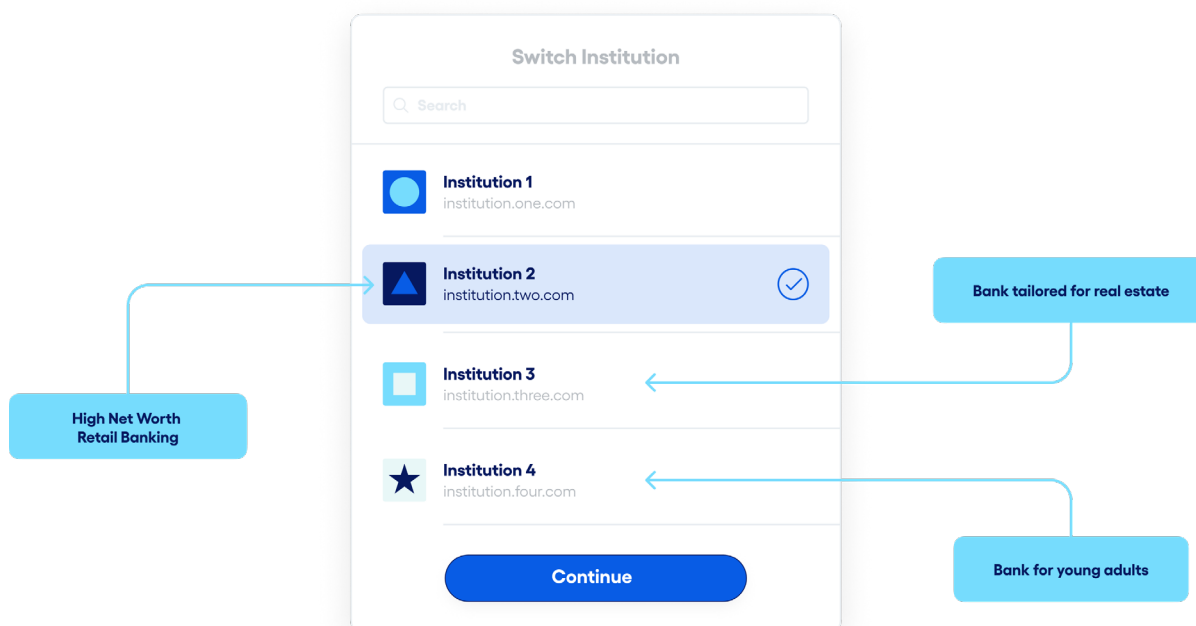 Switch Institution
Search
Institution 1
institution.one.com
Institution 2
institution.two.com
Bank tailored for real estate
Institution 3
institution.three.com
High Net Worth
Retail Banking
Institution 4
institution.four.com
Bank for young adults
Continue